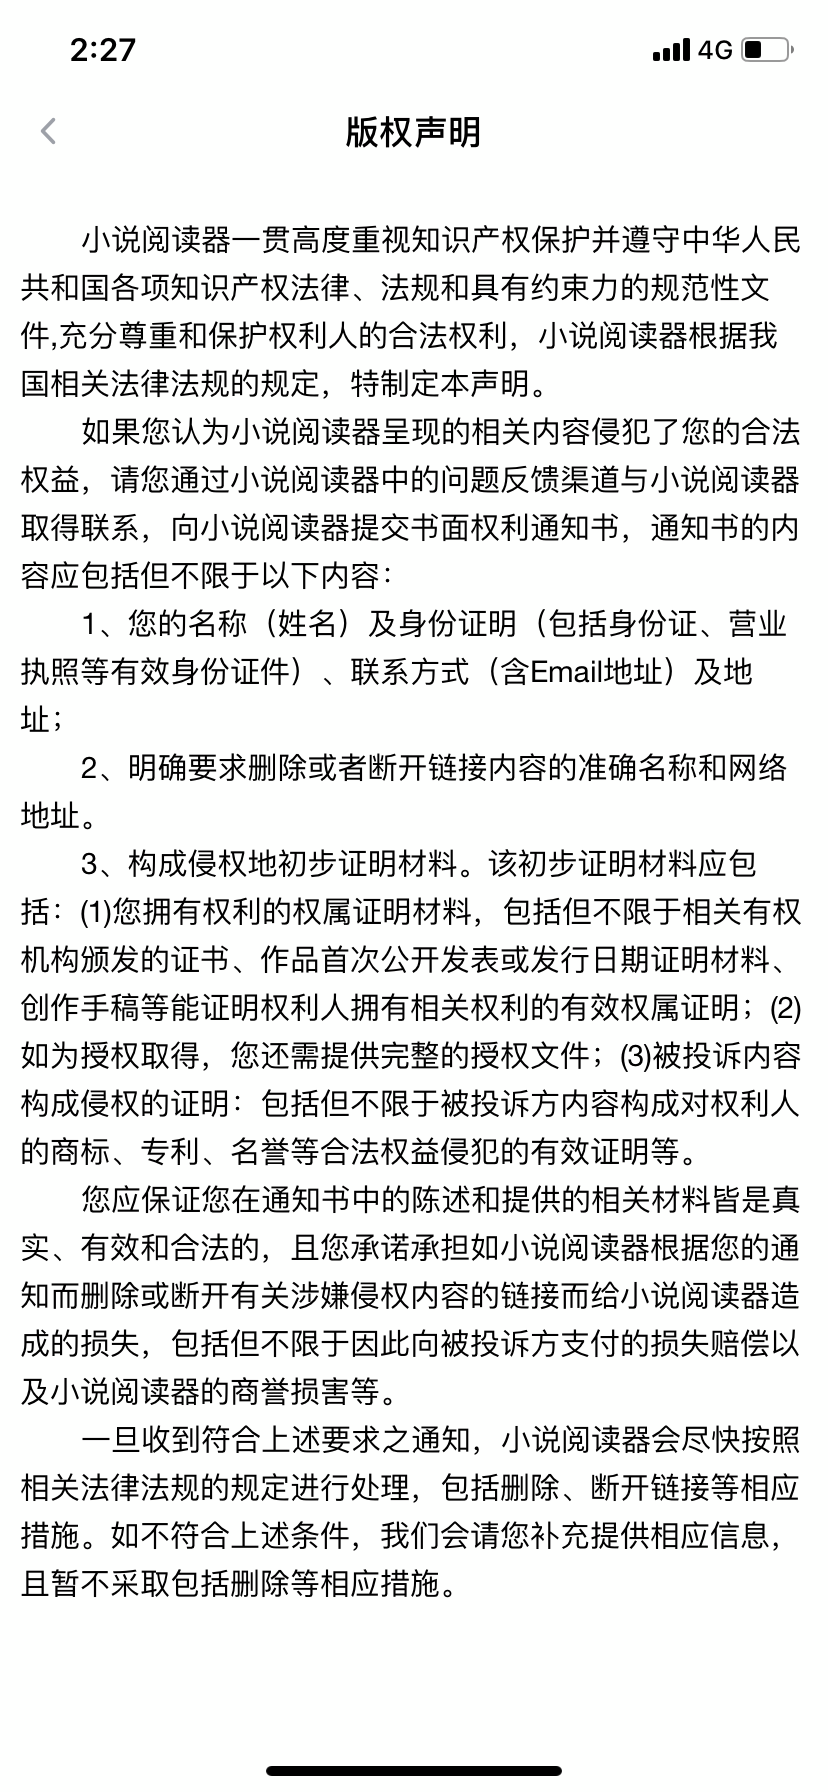 2:27
4G
版权声明
小说阅读器一贯高度重视知识产权保护并遵守中华人民
共和国各项知识产权法律、法规和具有约束力的规范性文
件,充分尊重和保护权利人的合法权利，小说阅读器根据我
国相关法律法规的规定，特制定本声明。
如果您认为小说阅读器呈现的相关内容侵犯了您的合法
权益，请您通过小说阅读器中的问题反馈渠道与小说阅读器
取得联系，向小说阅读器提交书面权利通知书，通知书的内
容应包括但不限于以下内容：
1、您的名称（姓名）及身份证明（包括身份证、营业
执照等有效身份证件）、联系方式（含Email地址）及地
址；
2、明确要求删除或者断开链接内容的准确名称和网络
地址。
3、构成侵权地初步证明材料。该初步证明材料应包
括：(1)您拥有权利的权属证明材料，包括但不限于相关有权
机构颁发的证书、作品首次公开发表或发行日期证明材料、
创作手稿等能证明权利人拥有相关权利的有效权属证明；(2)
如为授权取得，您还需提供完整的授权文件；(3)被投诉内容
构成侵权的证明：包括但不限于被投诉方内容构成对权利人
的商标、专利、名誉等合法权益侵犯的有效证明等。
您应保证您在通知书中的陈述和提供的相关材料皆是真
实、有效和合法的，且您承诺承担如小说阅读器根据您的通
知而删除或断开有关涉嫌侵权内容的链接而给小说阅读器造
成的损失，包括但不限于因此向被投诉方支付的损失赔偿以
及小说阅读器的商誉损害等。
一旦收到符合上述要求之通知，小说阅读器会尽快按照
相关法律法规的规定进行处理，包括删除、断开链接等相应
措施。如不符合上述条件，我们会请您补充提供相应信息，
且暂不采取包括删除等相应措施。